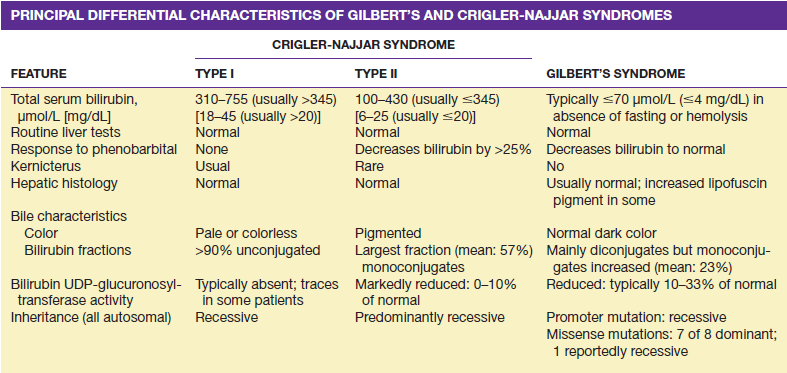 PRINCIPAL DIFFERENTIAL CHARACTERISTICS OF GILBERT'S AND CRIGLER-NAJJAR SYNDROMES
CRIGLER-NAJJAR SYNDROME
FEATURE TYPE I TYPE II GILBERT'S SYNDROME
Total serum bilirubin, 310–755 (usually >345) 100–430 (usually ≤345) Typically ≤70 μmol/L (≤4 mg/dL) in
μmol/L [mg/dL] [18–45 (usually >20)] [6–25 (usually ≤20)] absence of fasting or hemolysis
Routine liver tests Normal Normal Normal
Response to phenobarbital None Decreases bilirubin by >25% Decreases bilirubin to normal
Kernicterus Usual Rare No
Hepatic histology Normal Normal Usually normal; increased lipofuscin
pigment in some
Bile characteristics
Color Pale or colorless Pigmented Normal dark color
Bilirubin fractions >90% unconjugated Largest fraction (mean: 57%) Mainly diconjugates but monoconju-
monoconjugates gates increased (mean: 23%)
Bilirubin UDP-glucuronosyl- Typically absent; traces Markedly reduced: 0–10% Reduced: typically 10–33% of normal
transferase activity in some patients of normal
Inheritance (all autosomal) Recessive Predominantly recessive Promoter mutation: recessive
Missense mutations: 7 of 8 dominant;
1 reportedly recessive